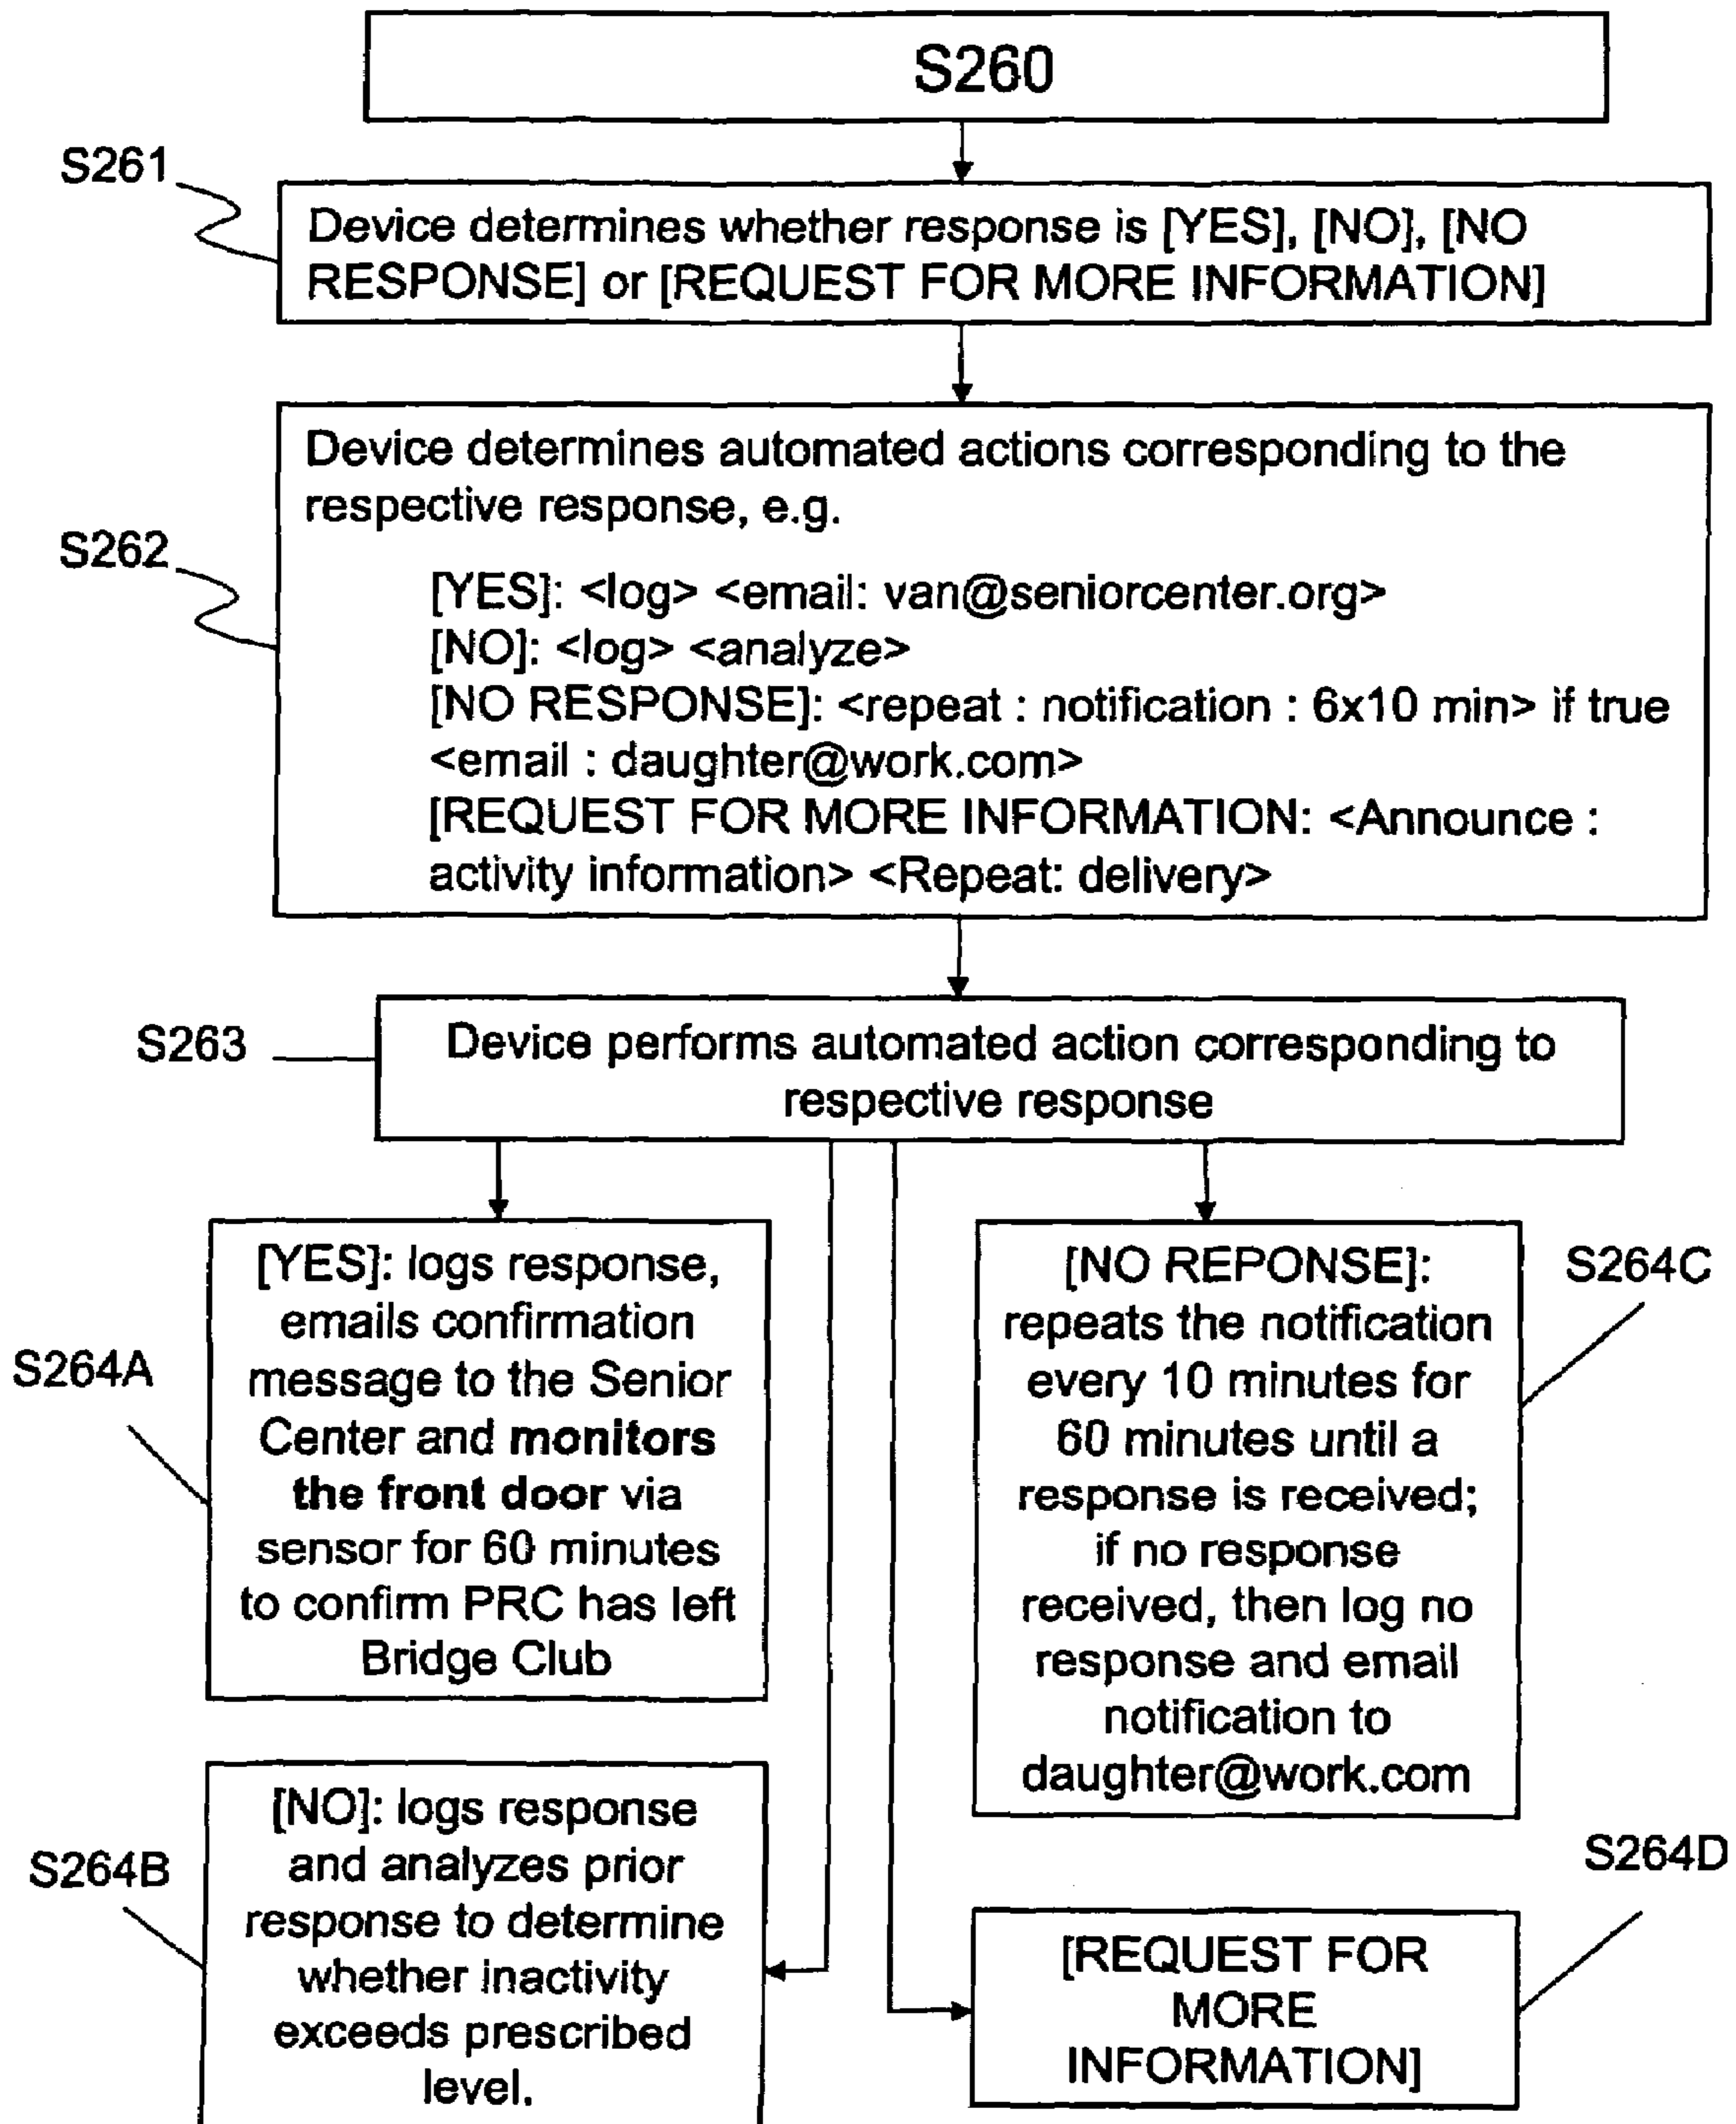 S260
S261
Device determines whether response is [YES], [NO], [NO
RESPONSE] or [REQUEST FOR MORE INFORMATION]
S262
Device determines automated actions corresponding to the
respective response, e.g.
[YES]: <log> <email: van@seniorcenter.org>
[NO]: <log> <analyze>
[NO RESPONSE]: <repeat : notification : 6x10 min> if true
<email : daughter@work.com>
[REQUEST FOR MORE INFORMATION: <Announce :
activity information> <Repeat: delivery>
S263
Device performs automated action corresponding to
respective response
S264A
[YES]: logs response,
emails confirmation
message to the Senior
Center and monitors
the front door via
sensor for 60 minutes
to confirm PRC has left
Bridge Club
[NO REPONSE]:
repeats the notification
every 10 minutes for
60 minutes until a
response is received;
if no response
received, then log no
response and email
notification to
daughter@work.com
S264C
S264B
[NO]: logs response
and analyzes prior
response to determine
whether inactivity
exceeds prescribed
level.
[REQUEST FOR
MORE
INFORMATION]
S264D